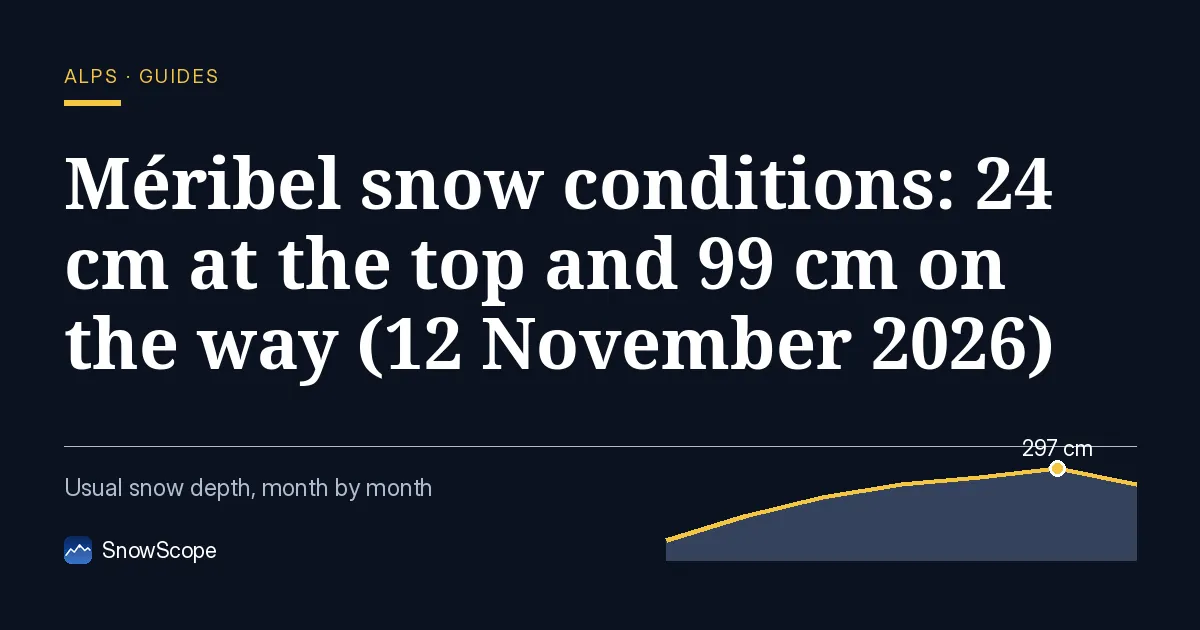 ALPS · GUIDES
Méribel snow conditions: 24
cm at the top and 99 cm on
the way (12 November 2026)
297 cm
Usual snow depth, month by month
SnowScope